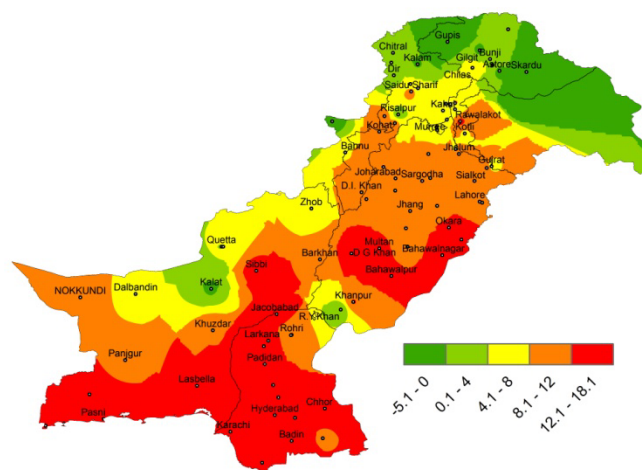 Chitral
Gupis
Kalam
Gilgit
Bunji
Dir
Astore
Skardu
Chilas
Saidu Sharif
Kakul
Risalpur
Rawalakot
Kohat
Murree
Kotli
Bannu
Jhelum
Gujrat
Joharabad
Sargodha
Sialkot
D.I. Khan
Zhob
Jhang
Lahore
Okara
Quetta
Multan
D G Khan
Bahawalnagar
Barkhan
Sibbi
Bahawalpur
Kalat
NOKKUNDI
Dalbandin
Khanpur
Jacobabad
R.Y.Khan
Khuzdar
Rohri
Larkana
Panjgur
Padidan
Lasbella
Pasni
Hyderabad
Chhor
Karachi
Badin
-5.1 - 0
0.1 - 4
4.1 - 8
8.1 - 12
12.1 - 18.1